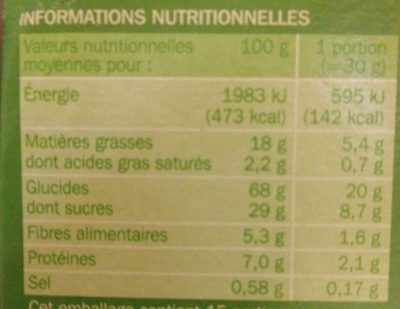 INFORMATIONS NUTRITIONNELLES
Valeurs nutritionnelles 100 g 1 portion
moyennes pour : (= 30 g)
Énergie 1983 kJ 595 kJ
(473 kcal) (142 kcal)
Matières grasses 18 g 5,4 g
dont acides gras saturés 2,2 g 0,7 g
Glucides 68 g 20 g
dont sucres 29 g 8,7 g
Fibres alimentaires 5,3 g 1,6 g
Protéines 7,0 g 2,1 g
Sel 0,58 g 0,17 g
Cet emballage contient 15